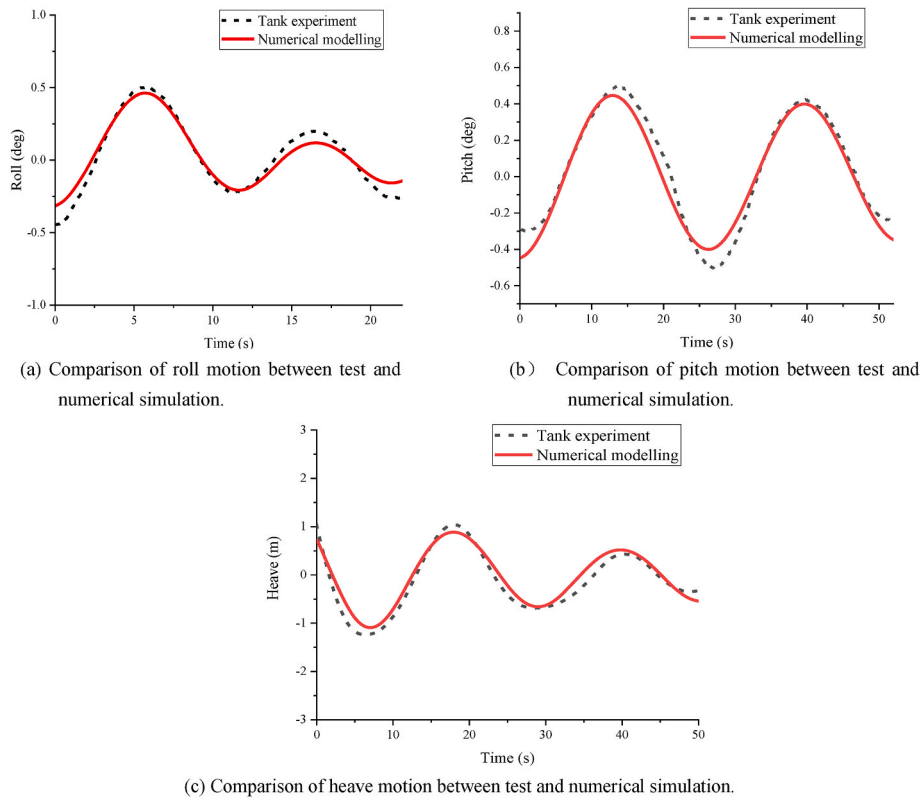 1.0
0.5
0.0
-0.5
-1.0
Roll (deg)
Tank experiment
Numerical modelling
0
5
10
15
20
Time (s)
(a) Comparison of roll motion between test and
numerical simulation.
0.8
0.6
0.4
0.2
0.0
-0.2
-0.4
-0.6
Pitch (deg)
Tank experiment
Numerical modelling
0
10
20
30
40
50
Time (s)
(b） Comparison of pitch motion between test and
numerical simulation.
3
2
1
0
-1
-2
-3
Heave (m)
Tank experiment
Numerical modelling
0
10
20
30
40
50
Time (s)
(c) Comparison of heave motion between test and numerical simulation.